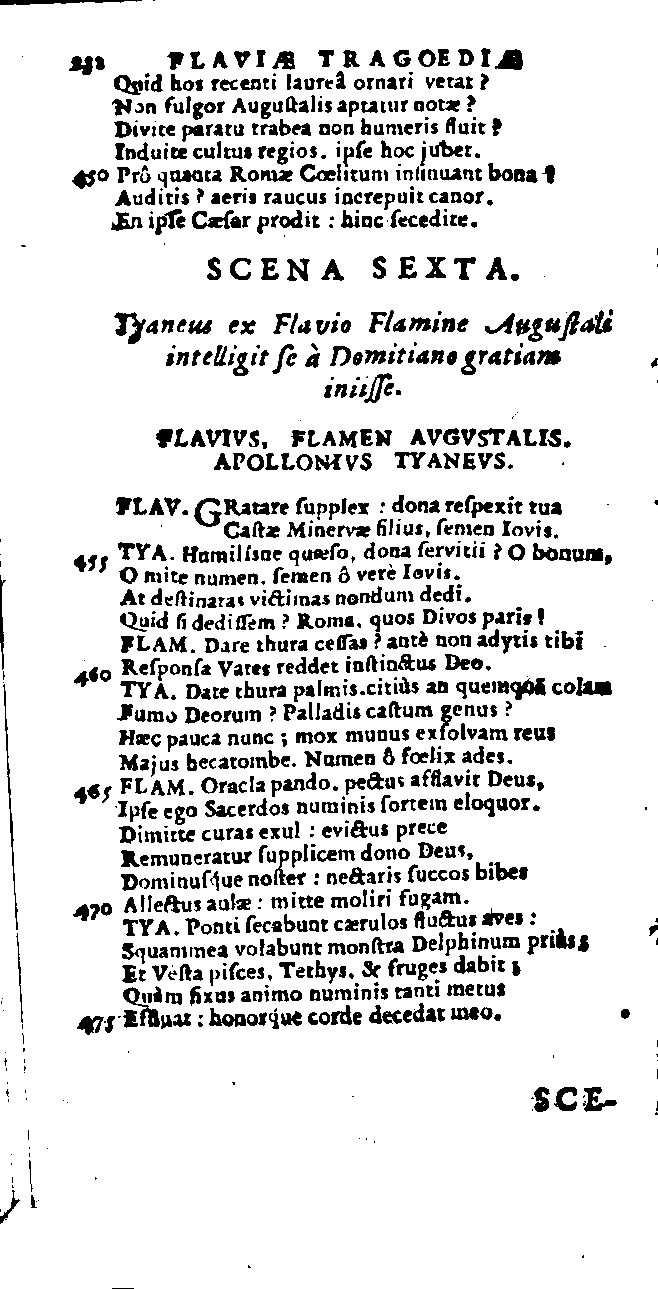 232 FLAVIÆ TRAGOEDIÆ
Quid hos recenti laureâ ornari vetat ?
Non fulgor Auguſtalis aptatur notæ ?
Divite paratu trabea non humeris fluit ?
Induite cultus regios. ipſe hoc juber.
450 Prô quanta Romæ Cœlitum inſinuant bona !
Auditis ? aeris raucus increpuit canor.
En ipſe Cæſar prodit : hinc ſecedite.
SCENA SEXTA.
Tyaneus ex Flavio Flamine Auguſtali
intelligit ſe à Domitiano gratiam
iniiſſe.
FLAVIVS, FLAMEN AVGVSTALIS.
APOLLONIVS TYANEVS.
FLAV. GRatare ſupplex : dona reſpexit tua
Caſtæ Minervæ filius, ſemen Iovis.
455 TYA. Humiliſne quæſo, dona ſervitii ? O bonum,
O mite numen. ſemen ô verè Iovis.
At deſtinatas victimas nondum dedi.
Quid ſi dediſſem ? Roma, quos Divos paris !
FLAM. Dare thura ceſſas ? antè non adytis tibi
460 Reſponſa Vates reddet inſtinctus Deo.
TYA. Date thura palmis.citiùs an quemquã colam
Fumo Deorum ? Palladis caſtum genus ?
Hæc pauca nunc ; mox munus exſolvam reus
Majus hecatombe. Numen ô fœlix ades.
465 FLAM. Oracla pando. pectus afflavit Deus,
Ipſe ego Sacerdos numinis ſortem eloquor.
Dimitte curas exul : evictus prece
Remuneratur ſupplicem dono Deus,
Dominuſque noſter : nectaris ſuccos bibes
470 Allectus aulæ : mitte moliri fugam.
TYA. Ponti ſecabunt cærulos fluctus aves :
Squammea volabunt monſtra Delphinum priùs;
Et Veſta piſces, Tethys, & fruges dabit ;
Quàm fixus animo numinis tanti metus
475 Effluat : honorque corde decedat meo.
SCE-